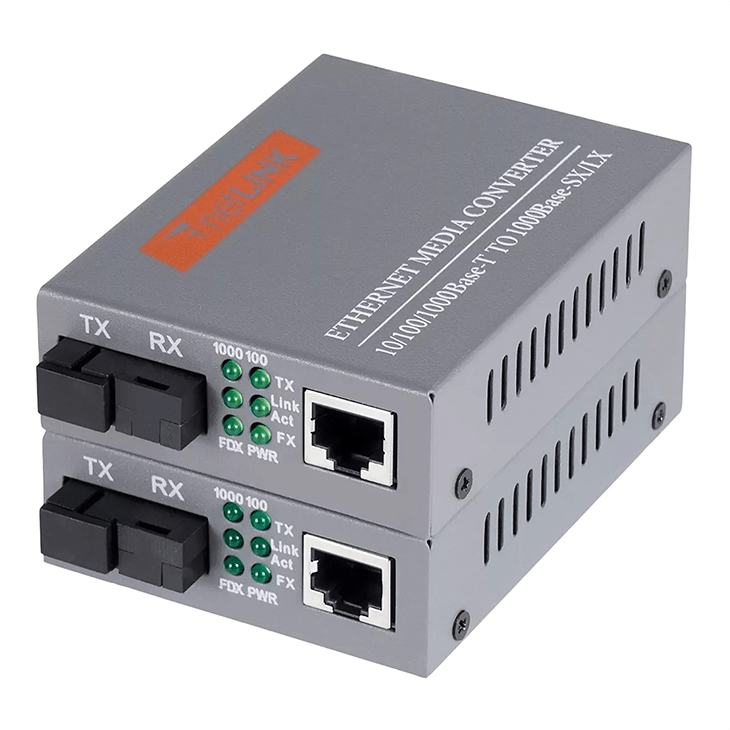 netLINK
ETHERNET MEDIA CONVERTER
10/100/1000Base-T TO 1000Base-SX/LX
TX RX
1000 100
TX
Link
Act
FX
FDX PWR
TX RX
1000 100
TX
Link
Act
FX
FDX PWR